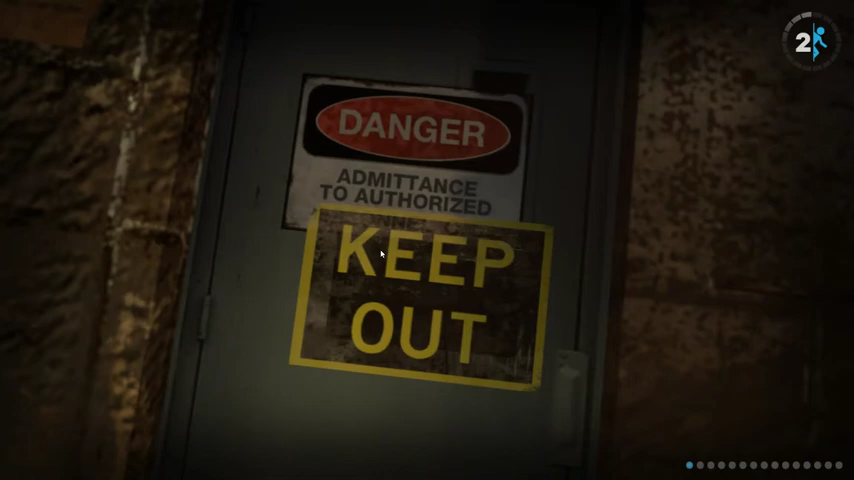 2
DANGER
ADMITTANCE
TO AUTHORIZED
KEEP
OUT